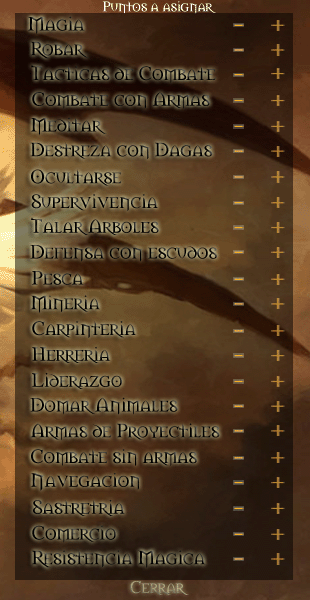 Puntos a asignar
Magia - +
Robar - +
Tacticas de Combate - +
Combate con Armas - +
Meditar - +
Destreza con Dagas - +
Ocultarse - +
Supervivencia - +
Talar Arboles - +
Defensa con escudos - +
Pesca - +
Mineria - +
Carpinteria - +
Herreria - +
Liderazgo - +
Domar Animales - +
Armas de Proyectiles - +
Combate sin armas - +
Navegacion - +
Sastretria - +
Comercio - +
Resistencia Magica - +
Cerrar